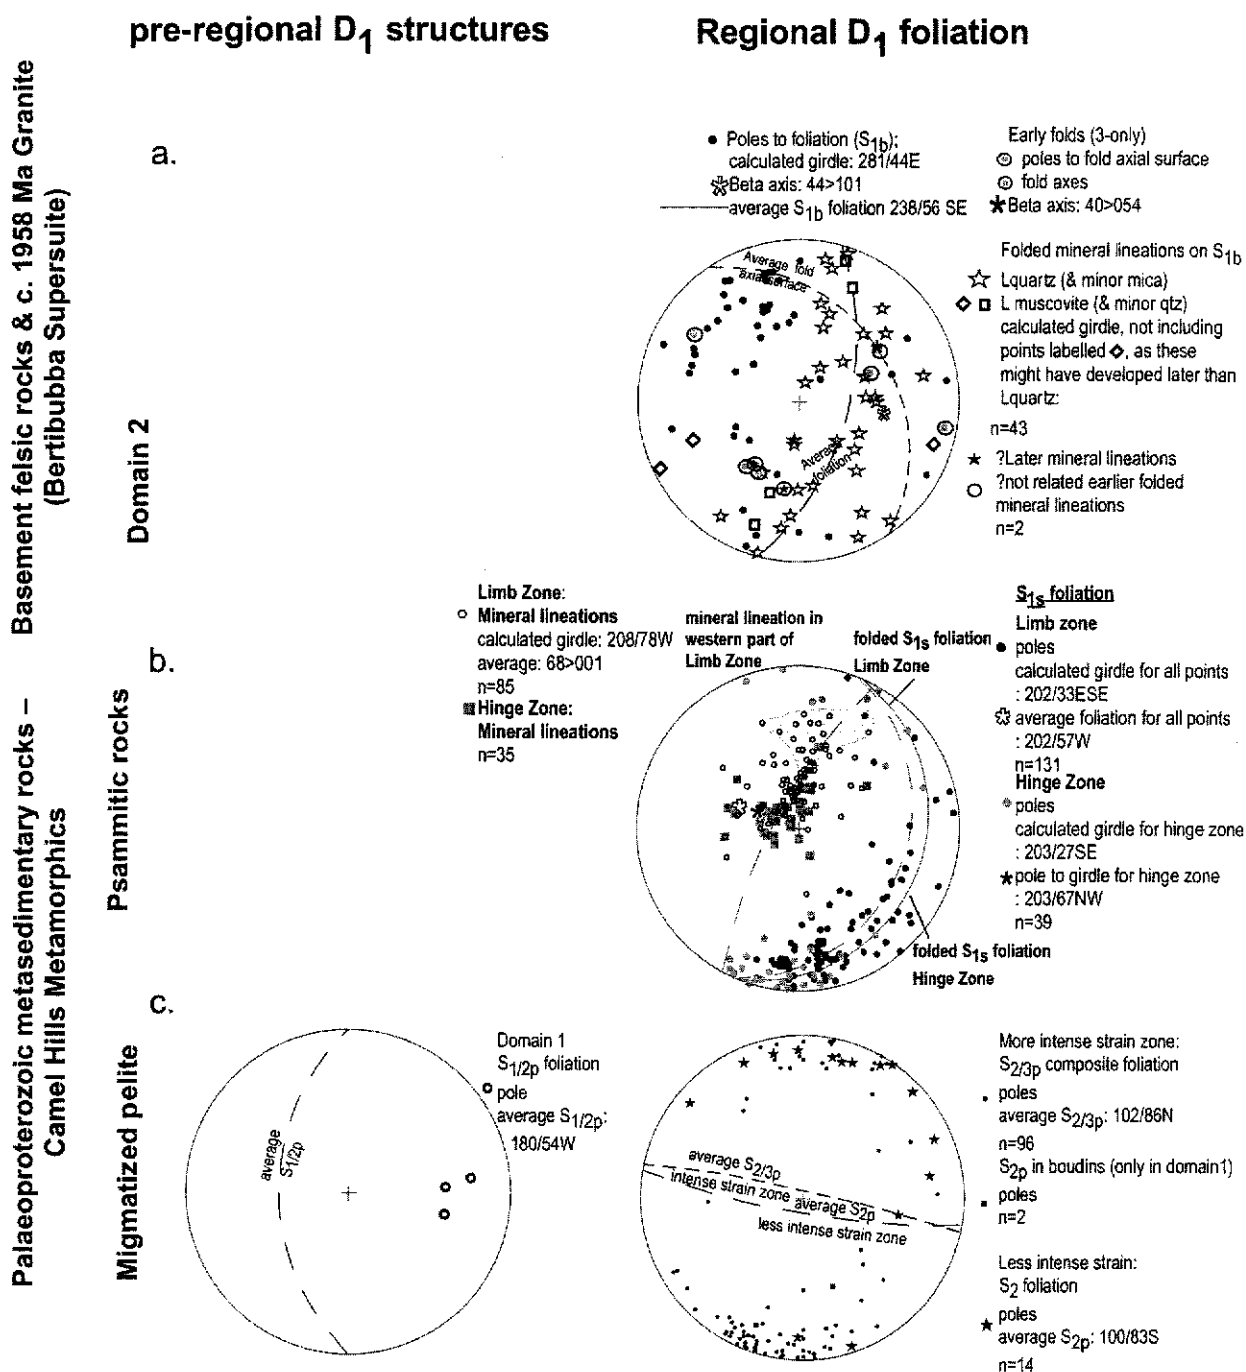 pre-regional D1 structures
Regional D1 foliation
Basement felsic rocks & c. 1958 Ma Granite
(Bertibubba Supersuite)
Domain 2
a.
Poles to foliation (S1b);
calculated girdle: 281/44E
Beta axis: 44>101
average S1b foliation 238/56 SE
Early folds (3-only)
poles to fold axial surface
fold axes
Beta axis: 40>054
Average fold
axial surface
Average
foliation
Folded mineral lineations on S1b
Lquartz (& minor mica)
L muscovite (& minor qtz)
calculated girdle, not including
points labelled ◇, as these
might have developed later than
Lquartz:
n=43
?Later mineral lineations
?not related earlier folded
mineral lineations
n=2
Palaeoproterozoic metasedimentary rocks –
Camel Hills Metamorphics
Psammitic rocks
b.
Limb Zone:
Mineral lineations
calculated girdle: 208/78W
average: 68>001
n=85
Hinge Zone:
Mineral lineations
n=35
mineral lineation in
western part of
Limb Zone
folded S1s foliation
Limb Zone
folded S1s foliation
Hinge Zone
S1s foliation
Limb zone
poles
calculated girdle for all points
: 202/33ESE
average foliation for all points
: 202/57W
n=131
Hinge Zone
poles
calculated girdle for hinge zone
: 203/27SE
pole to girdle for hinge zone
: 203/67NW
n=39
Migmatized pelite
c.
average
S1/2p
Domain 1
S1/2p foliation
pole
average S1/2p:
180/54W
average S2/3p
intense strain zone
average S2p
less intense strain zone
More intense strain zone:
S2/3p composite foliation
poles
average S2/3p: 102/86N
n=96
S2p in boudins (only in domain1)
poles
n=2
Less intense strain:
S2 foliation
poles
average S2p: 100/83S
n=14